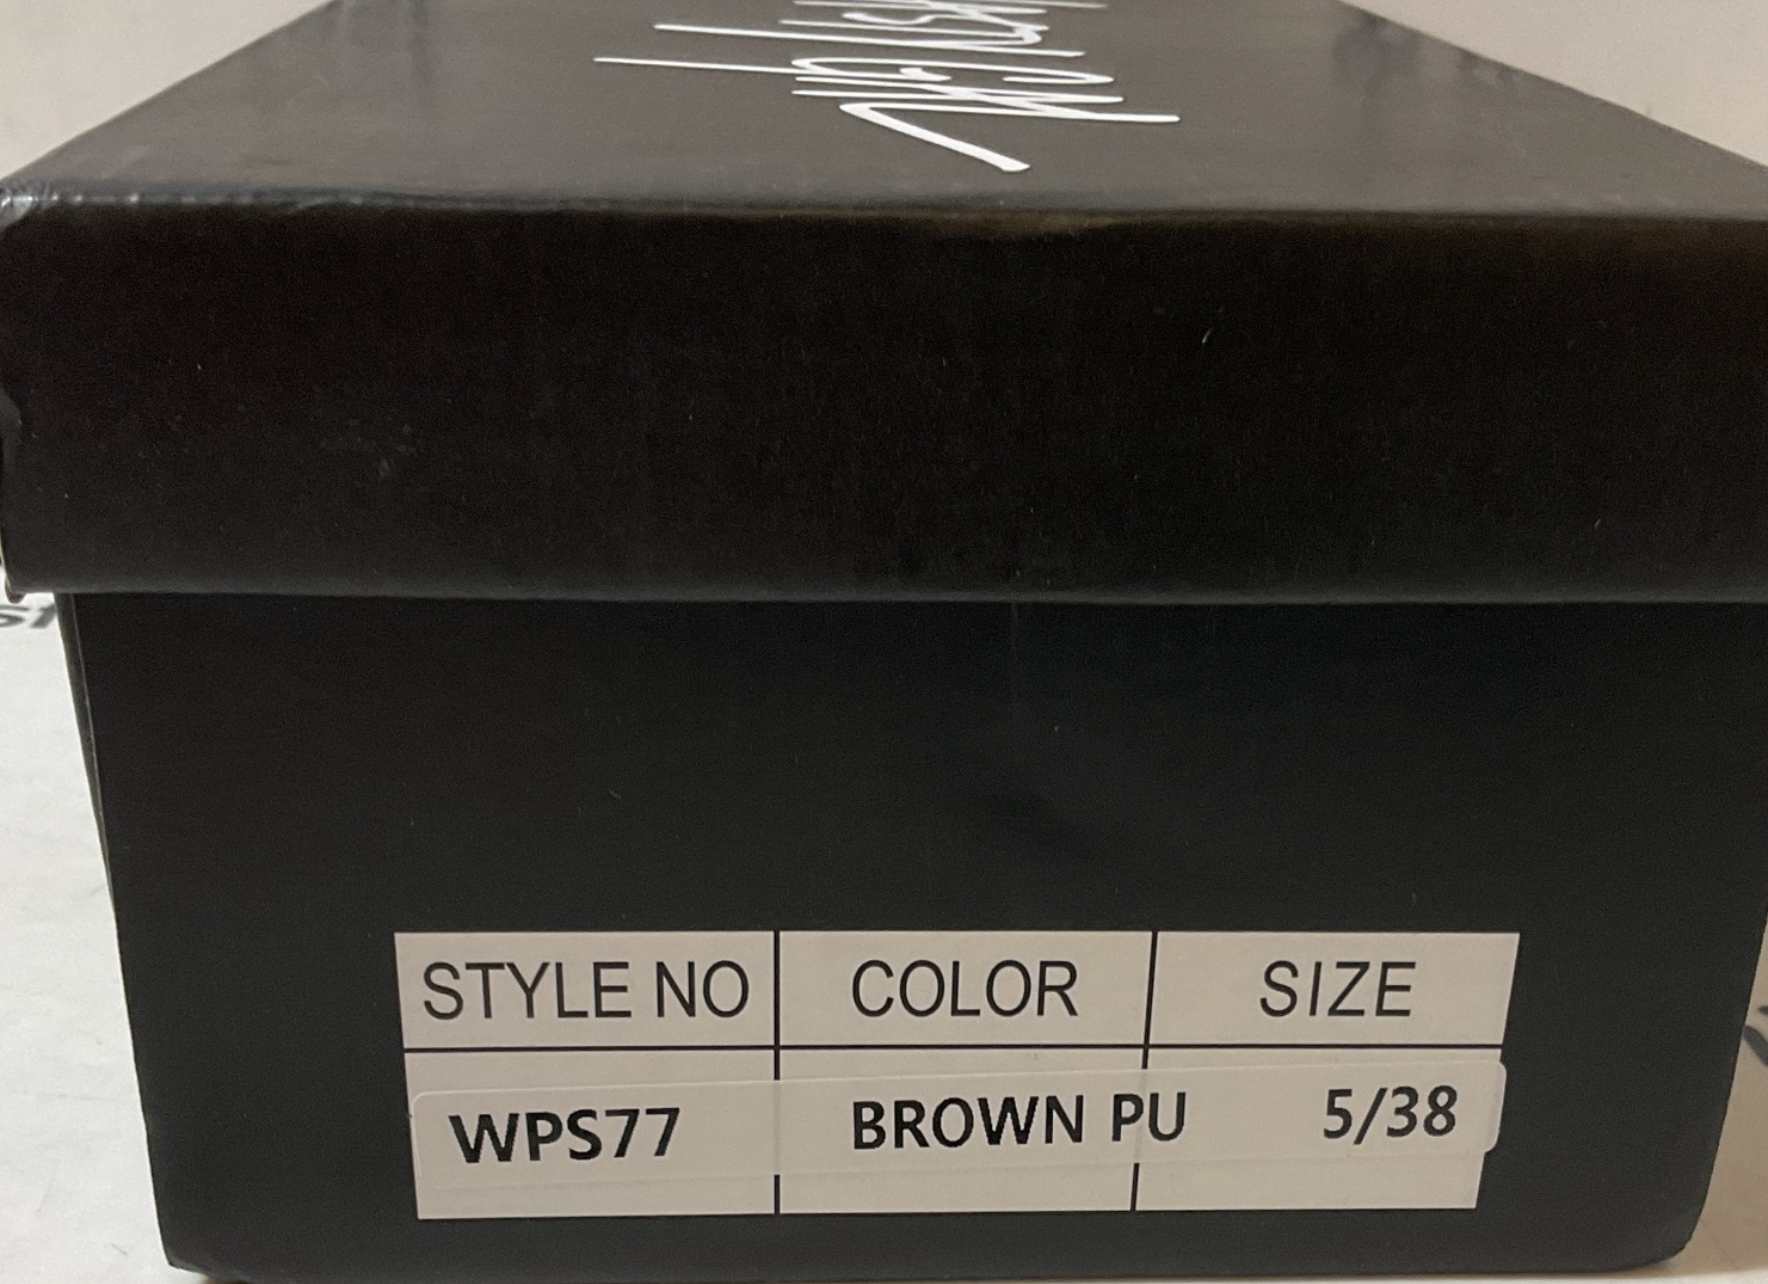 STYLE NO COLOR SIZE
WPS77 BROWN PU 5/38